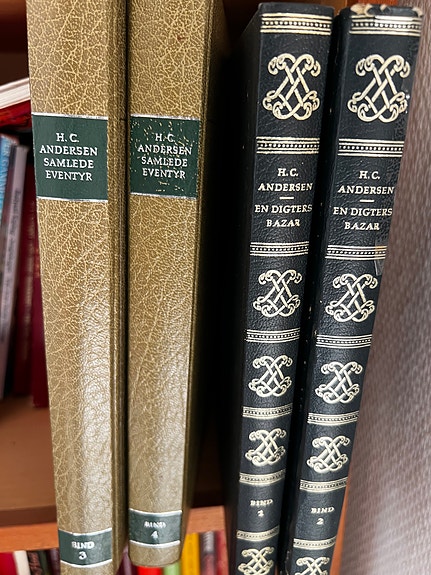 H. C.
ANDERSEN
SAMLEDE
EVENTYR
BIND
3
H. C.
ANDERSEN
SAMLEDE
EVENTYR
BIND
4
H. C.
ANDERSEN
EN DIGTERS
BAZAR
BIND
1
H. C.
ANDERSEN
EN DIGTERS
BAZAR
BIND
2